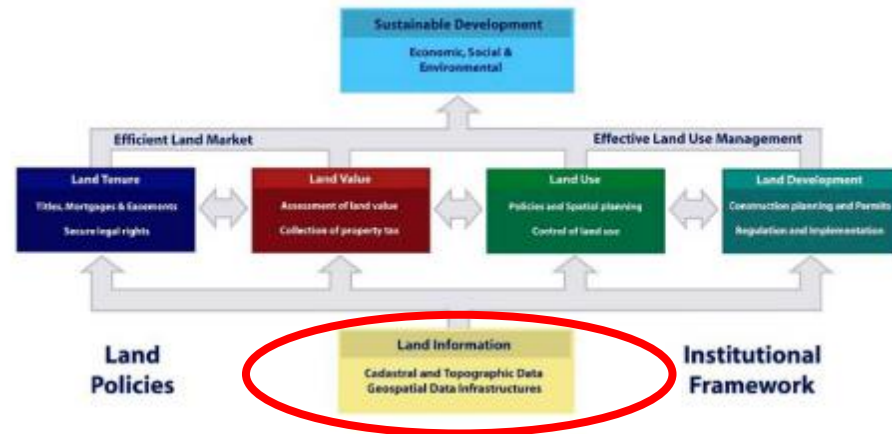 Sustainable Development
Economic, Social &
Environmental
Efficient Land Market
Effective Land Use Management
Land Tenure
Titles, Mortgages & Easements
Secure legal rights
Land Value
Assessment of land value
Collection of property tax
Land Use
Policies and Spatial planning
Control of land use
Land Development
Construction planning and Permits
Regulation and Implementation
Land
Policies
Land Information
Cadastral and Topographic Data
Geospatial Data Infrastructures
Institutional
Framework